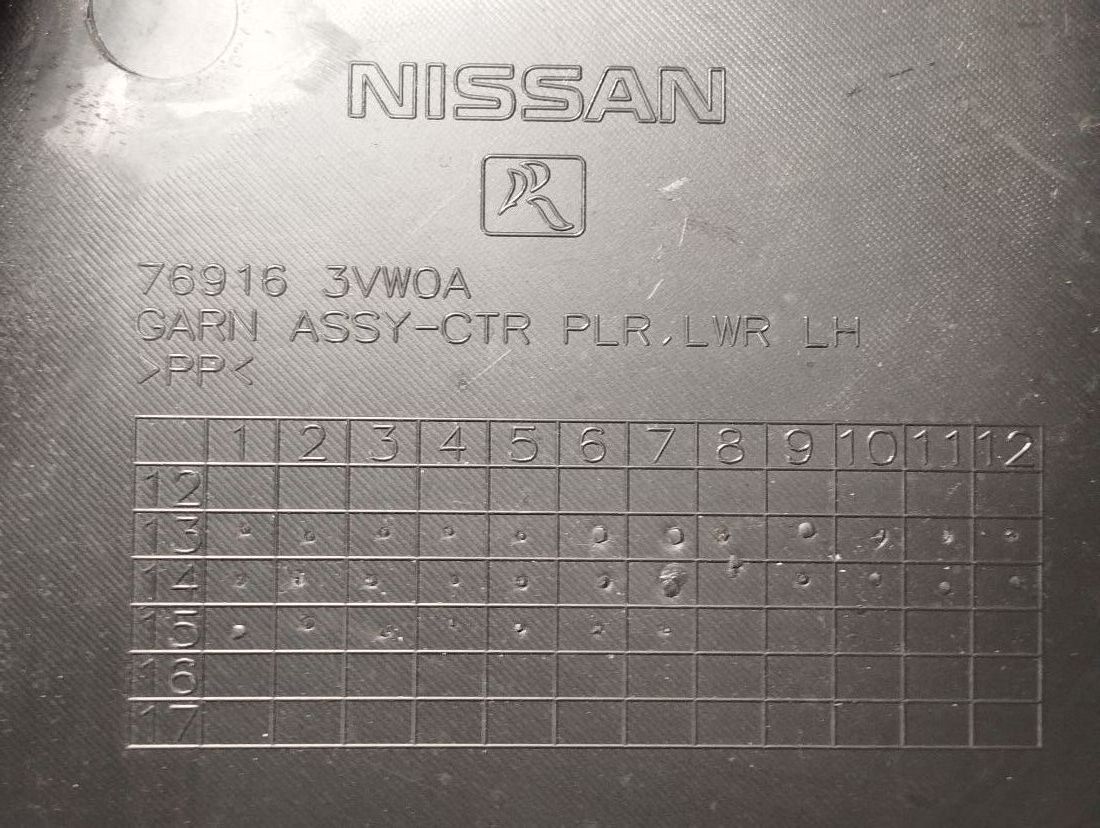 NISSAN
R
76916 3VW0A
GARN ASSY-CTR PLR,LWR LH
>PP<
1 2 3 4 5 6 7 8 9 10 11 12
12
13
14
15
16
17